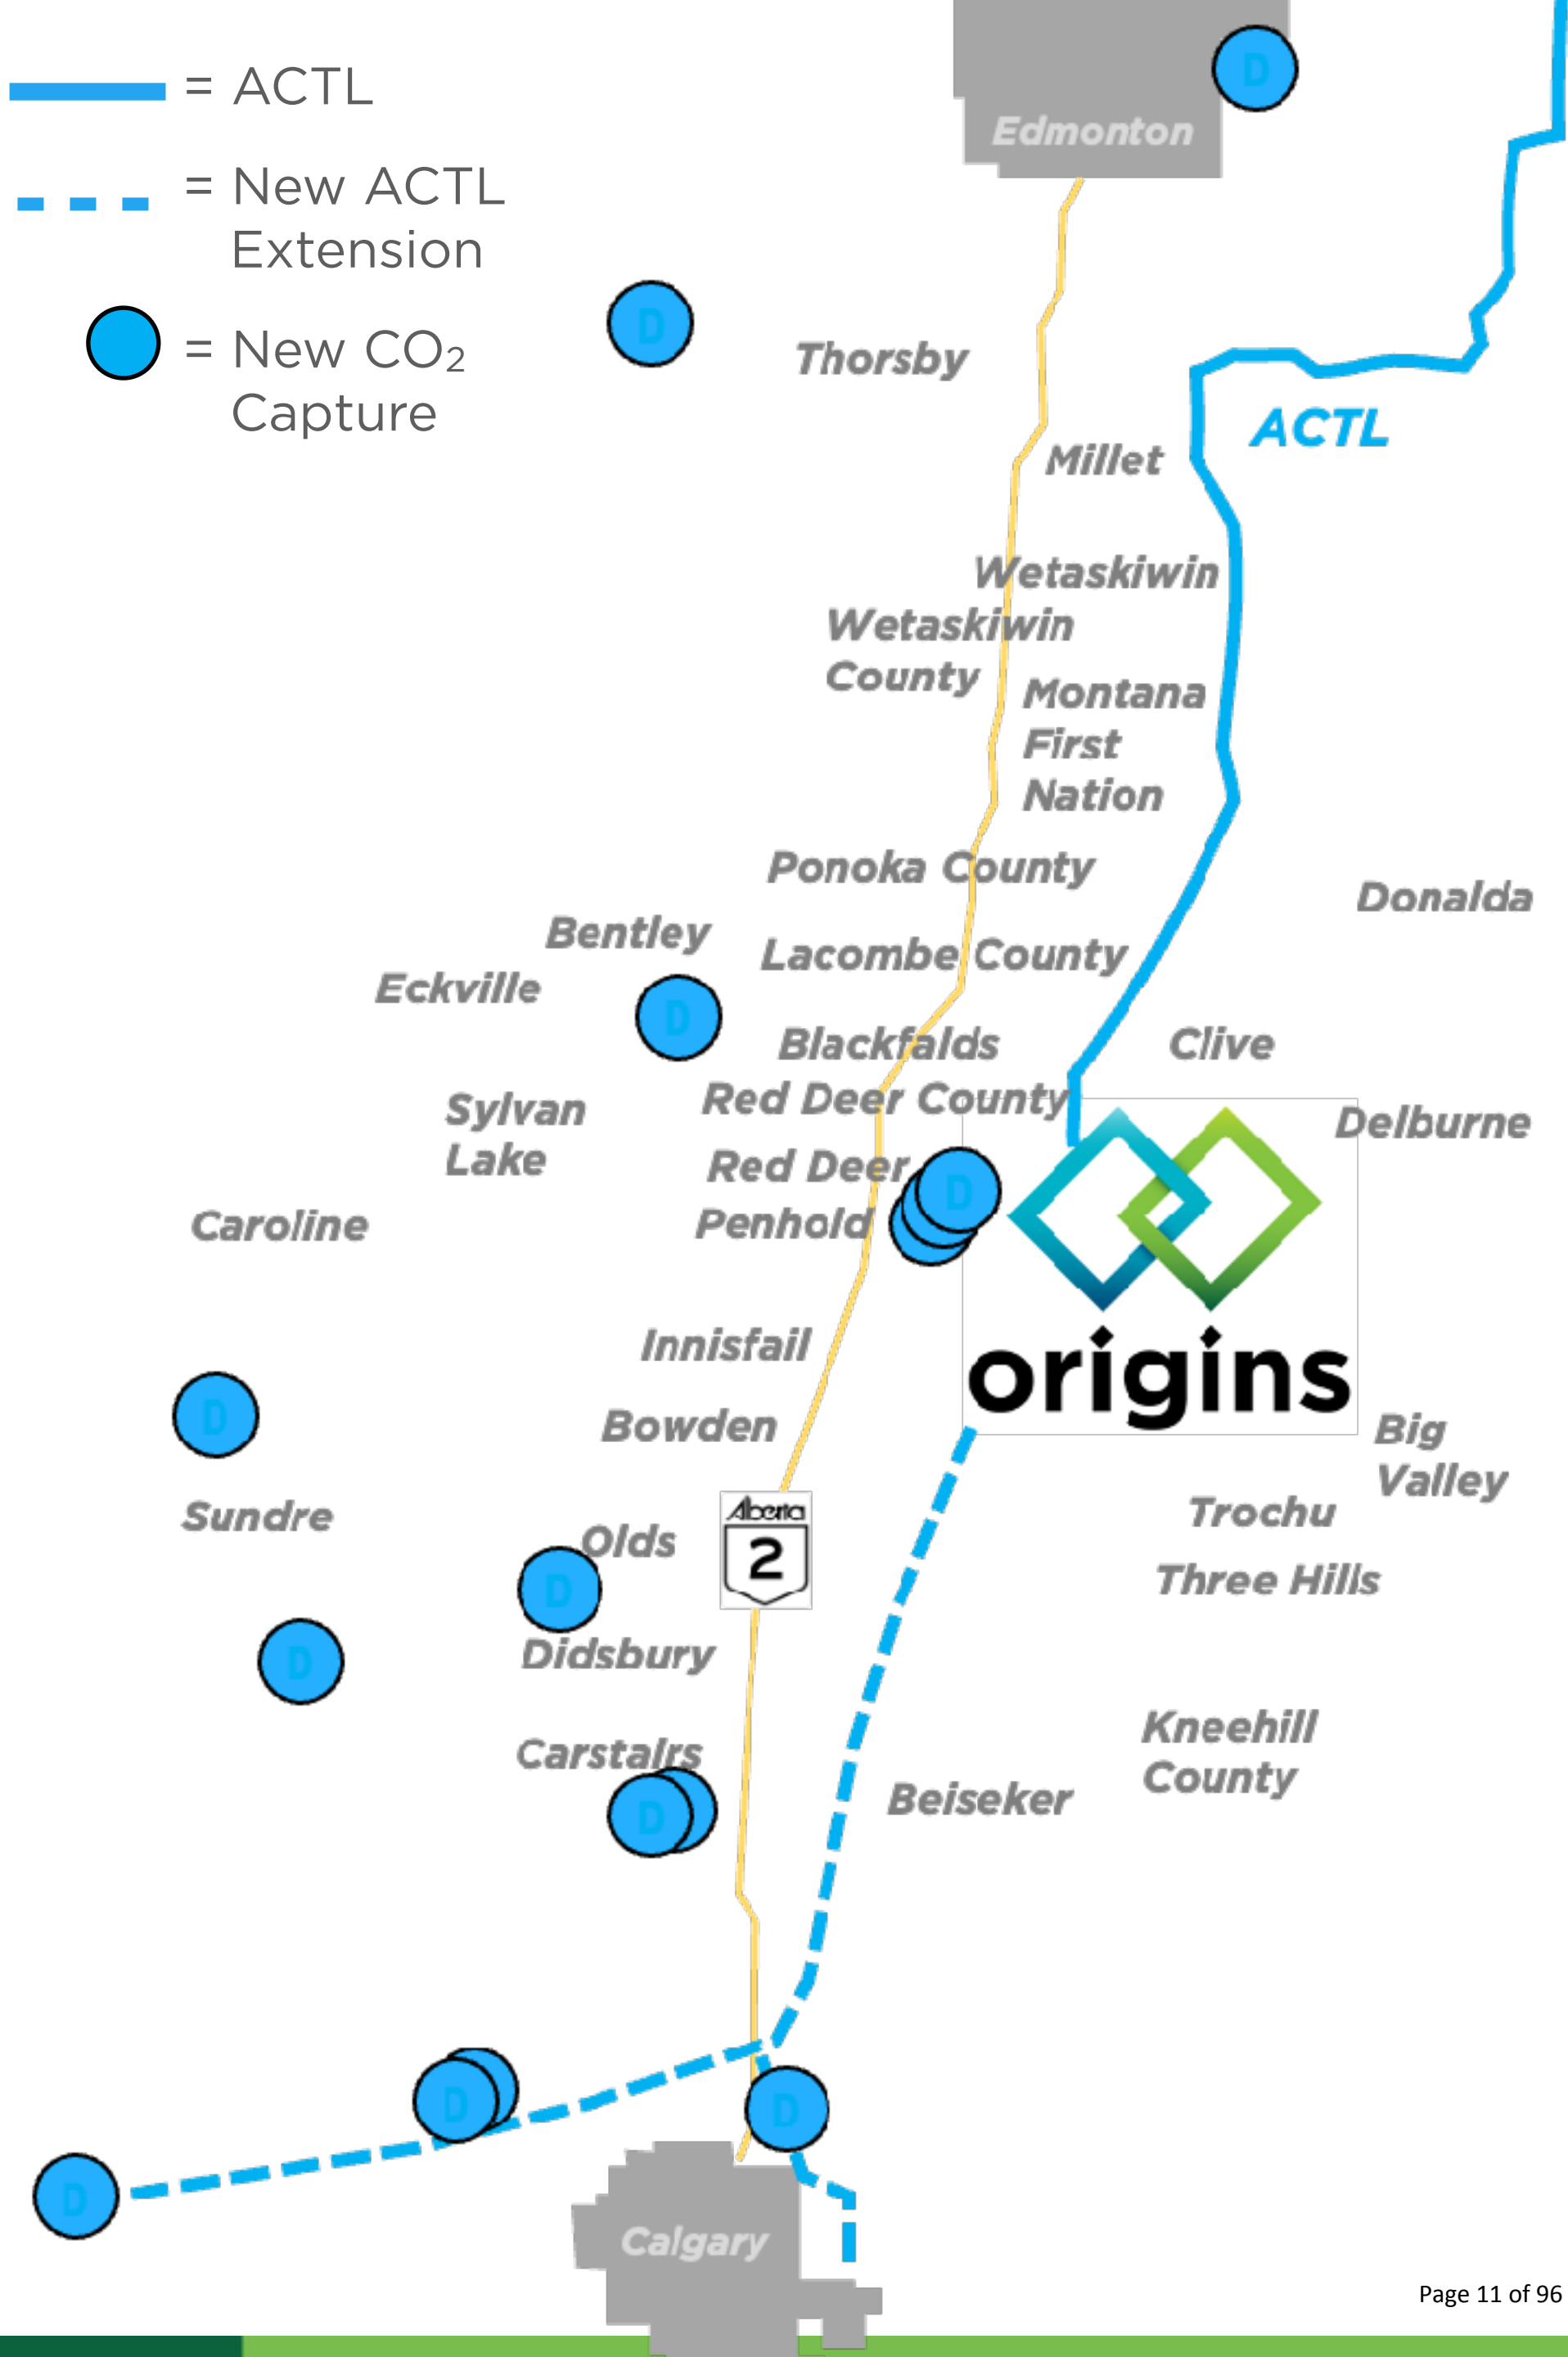 = ACTL
= New ACTL
Extension
= New CO₂
Capture
D
Edmonton
D
Thorsby
ACTL
Millet
Wetaskiwin
Wetaskiwin
County
Montana
First
Nation
Ponoka County
Donalda
Bentley
Lacombe County
Eckville
D
Blackfalds
Clive
Red Deer County
Sylvan
Lake
Delburne
Red Deer
D
Penhold
Caroline
origins
Innisfail
Bowden
D
Big
Valley
Sundre
Trochu
Alberta
2
Olds
Three Hills
D
Didsbury
D
Kneehill
County
Carstairs
Beiseker
D
D
D
D
Calgary
Page 11 of 96